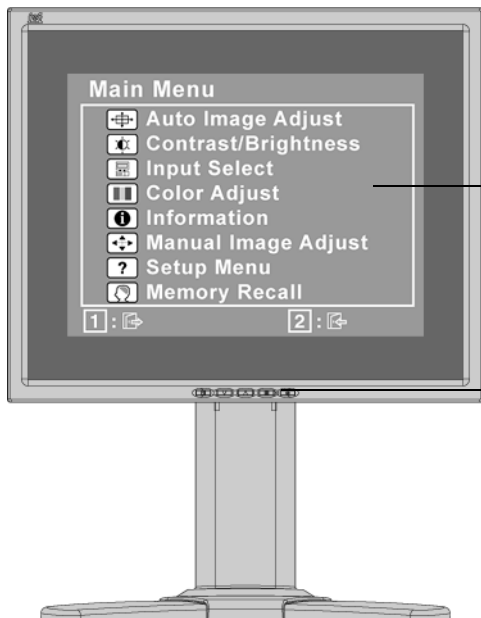 Main Menu
Auto Image Adjust
Contrast/Brightness
Input Select
Color Adjust
Information
Manual Image Adjust
? Setup Menu
Memory Recall
1 : 2 :